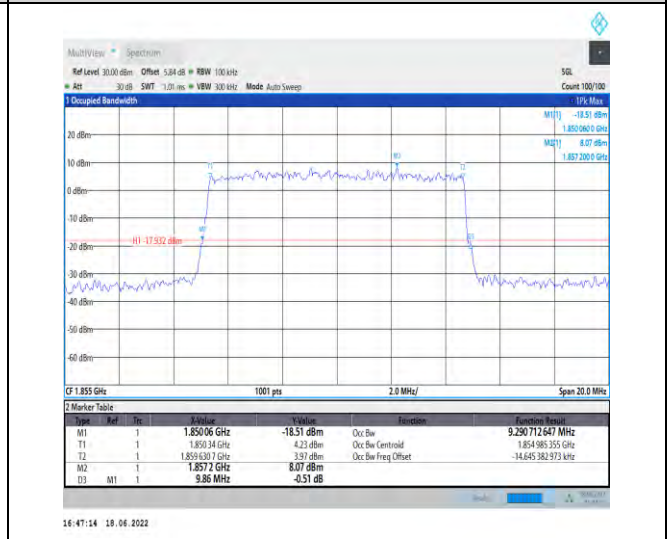 MultiView Spectrum
Ref Level 30.00 dBm Offset 5.84 dB RBW 100 kHz SGL
Att 30 dB SWT 1.01 ms VBW 300 kHz Mode Auto Sweep Count 100/100
1 Occupied Bandwidth 1Pk Max
M1[1] -18.51 dBm
1.850 060 0 GHz
M2[1] 8.07 dBm
1.857 200 0 GHz
20 dBm
10 dBm
0 dBm
-10 dBm
-20 dBm
-30 dBm
-40 dBm
-50 dBm
-60 dBm
T1
M2
T2
M1
D3
H1 -17.932 dBm
CF 1.855 GHz 1001 pts 2.0 MHz/ Span 20.0 MHz
2 Marker Table
Type Ref Trc X-Value Y-Value Function Function Result
M1 1 1.85006 GHz -18.51 dBm Occ Bw 9.290 712 647 MHz
T1 1 1.850 34 GHz 4.23 dBm Occ Bw Centroid 1.854 985 355 GHz
T2 1 1.859 630 7 GHz 3.97 dBm Occ Bw Freq Offset -14.645 382 973 kHz
M2 1 1.8572 GHz 8.07 dBm
D3 M1 1 9.86 MHz -0.51 dB
16:47:14 18.06.2022